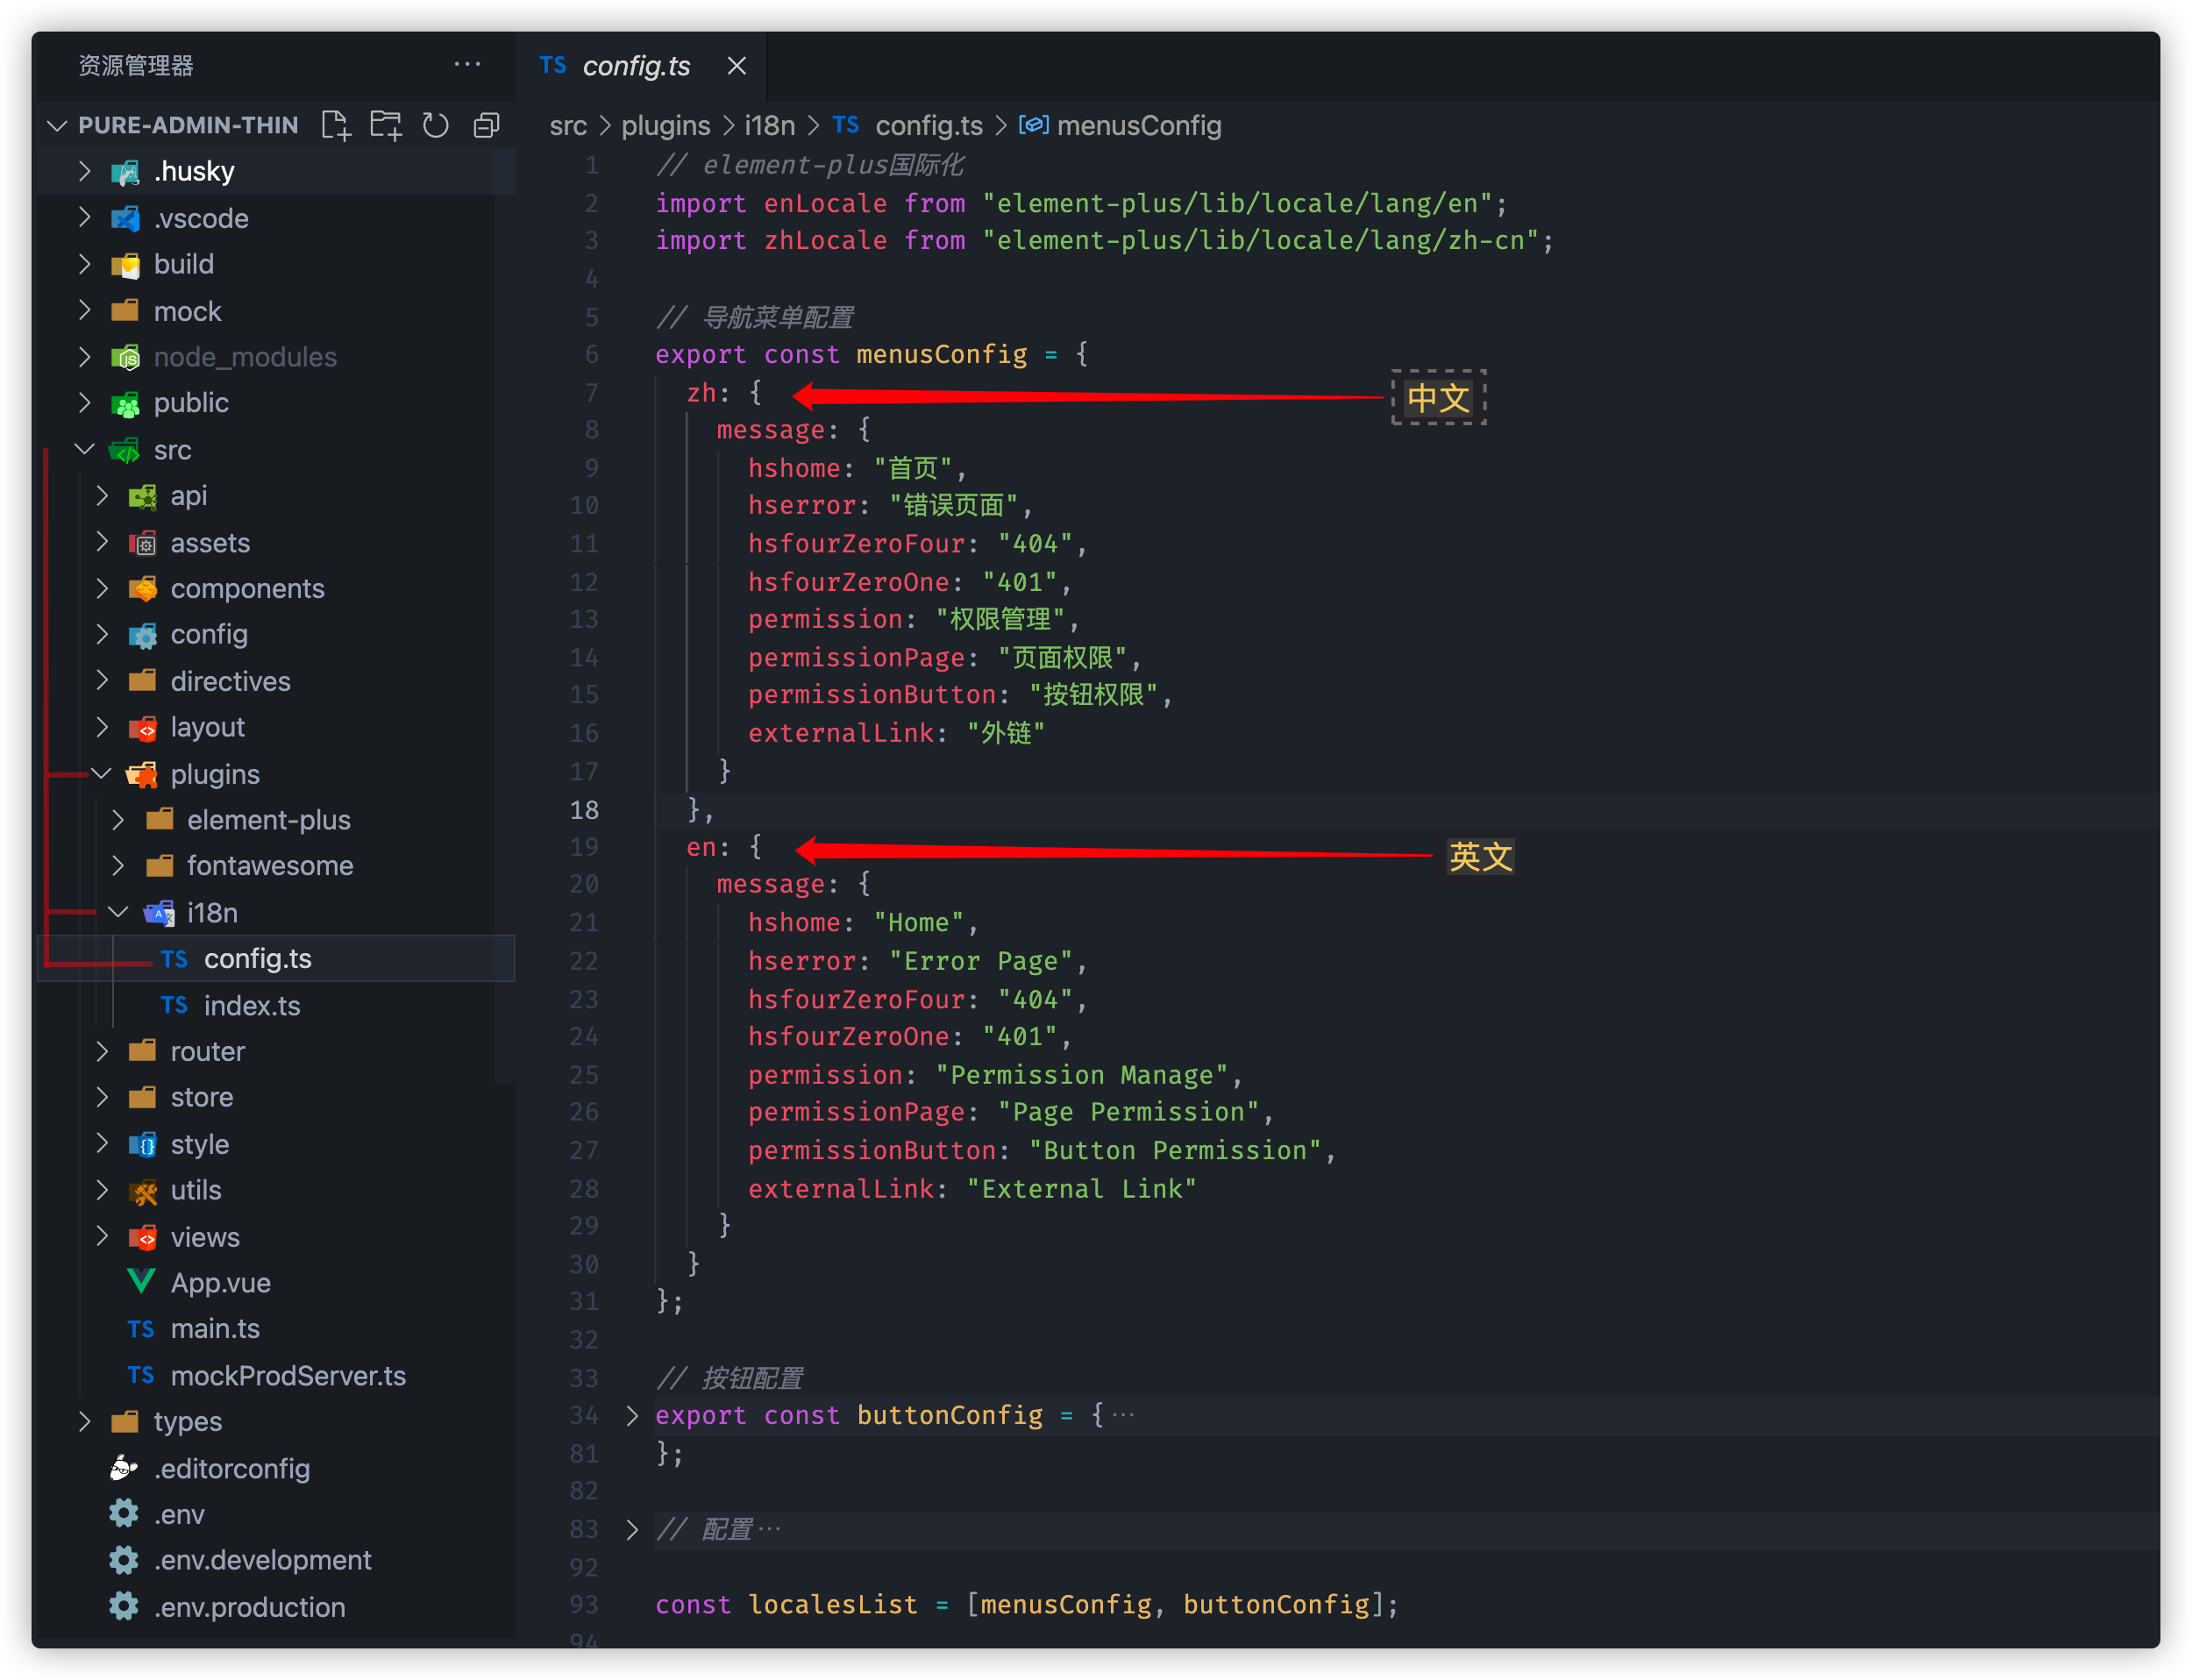 资源管理器
PURE-ADMIN-THIN
.husky
.vscode
build
mock
node_modules
public
src
api
assets
components
config
directives
layout
plugins
element-plus
fontawesome
i18n
TS config.ts
TS index.ts
router
store
style
utils
views
App.vue
TS main.ts
TS mockProdServer.ts
types
.editorconfig
.env
.env.development
.env.production
TS config.ts
src > plugins > i18n > TS config.ts > menusConfig
1 // element-plus国际化
2 import enLocale from "element-plus/lib/locale/lang/en";
3 import zhLocale from "element-plus/lib/locale/lang/zh-cn";
4
5 // 导航菜单配置
6 export const menusConfig = {
7 zh: { 中文
8 message: {
9 hshome: "首页",
10 hserror: "错误页面",
11 hsfourZeroFour: "404",
12 hsfourZeroOne: "401",
13 permission: "权限管理",
14 permissionPage: "页面权限",
15 permissionButton: "按钮权限",
16 externalLink: "外链"
17 }
18 },
19 en: { 英文
20 message: {
21 hshome: "Home",
22 hserror: "Error Page",
23 hsfourZeroFour: "404",
24 hsfourZeroOne: "401",
25 permission: "Permission Manage",
26 permissionPage: "Page Permission",
27 permissionButton: "Button Permission",
28 externalLink: "External Link"
29 }
30 }
31 };
32
33 // 按钮配置
34 export const buttonConfig = {···
81 };
82
83 // 配置···
92
93 const localesList = [menusConfig, buttonConfig];
94